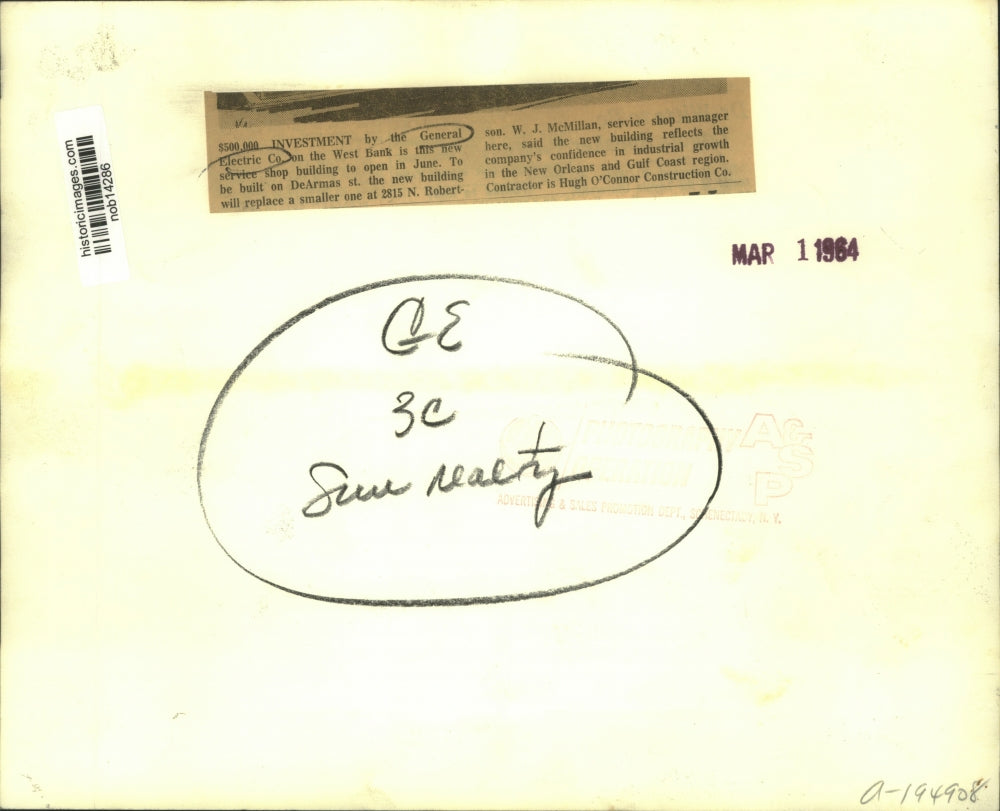 $500,000 INVESTMENT by the General
Electric Co. on the West Bank is this new
service shop building to open in June. To
be built on DeArmas st. the new building
will replace a smaller one at 2815 N. Robert-
son. W. J. McMillan, service shop manager
here, said the new building reflects the
company's confidence in industrial growth
in the New Orleans and Gulf Coast region.
Contractor is Hugh O'Connor Construction Co.
historicimages.com
nob14286
MAR 1 1964
GE
3C
Sun realty
PHOTOGRAPHY
OPERATION
A&SP
ADVERTISING & SALES PROMOTION DEPT., SCHENECTADY, N. Y.
A-194908